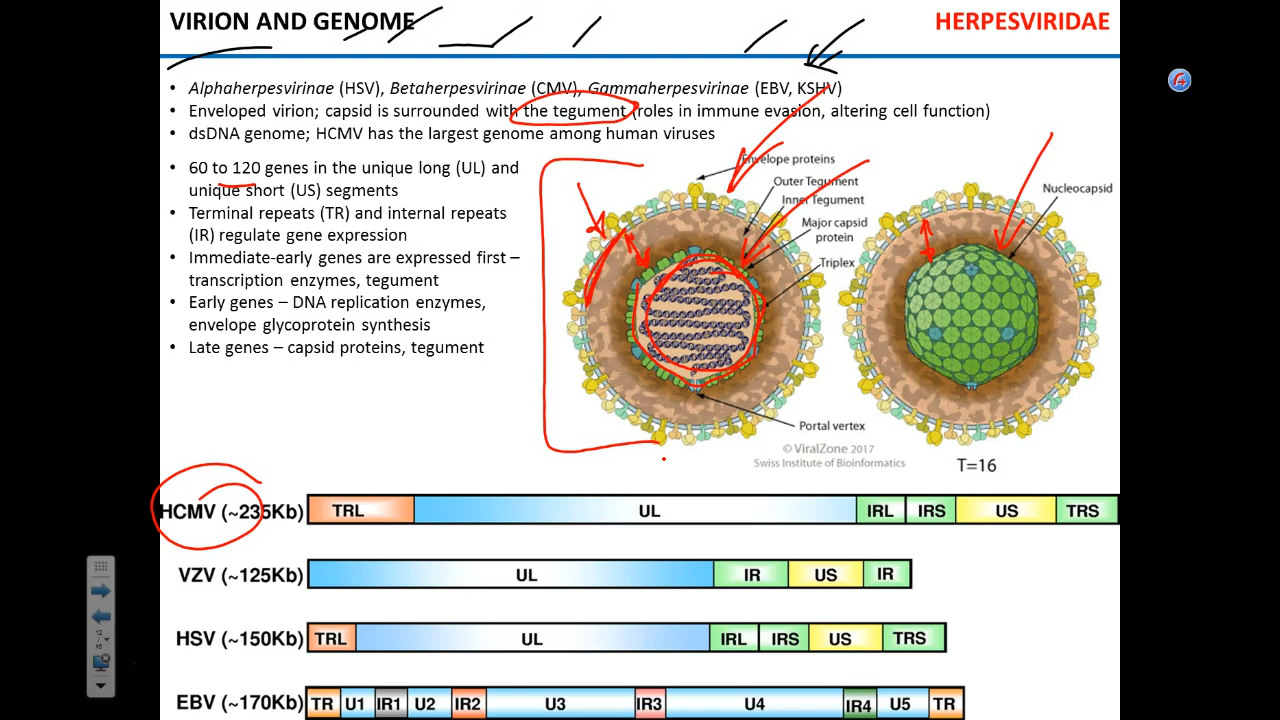 VIRION AND GENOME
HERPESVIRIDAE
• Alphaherpesvirinae (HSV), Betaherpesvirinae (CMV), Gammaherpesvirinae (EBV, KSHV)
• Enveloped virion; capsid is surrounded with the tegument (roles in immune evasion, altering cell function)
• dsDNA genome; HCMV has the largest genome among human viruses
• 60 to 120 genes in the unique long (UL) and
unique short (US) segments
• Terminal repeats (TR) and internal repeats
(IR) regulate gene expression
• Immediate-early genes are expressed first –
transcription enzymes, tegument
• Early genes – DNA replication enzymes,
envelope glycoprotein synthesis
• Late genes – capsid proteins, tegument
Envelope proteins
Outer Tegument
Inner Tegument
Major capsid
protein
Triplex
Portal vertex
Nucleocapsid
© ViralZone 2017
Swiss Institute of Bioinformatics
T=16
HCMV (~235Kb) TRL UL IRL IRS US TRS
VZV (~125Kb) UL IR US IR
HSV (~150Kb) TRL UL IRL IRS US TRS
EBV (~170Kb) TR U1 IR1 U2 IR2 U3 IR3 U4 IR4 U5 TR